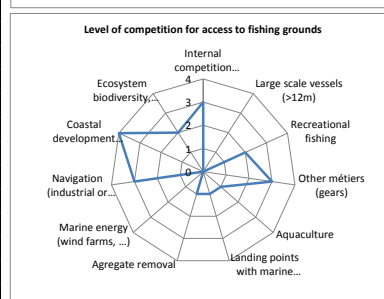 Level of competition for access to fishing grounds
Internal
competition...
Large scale vessels
(>12m)
Recreational
fishing
Other métiers
(gears)
Aquaculture
Landing points
with marine...
Agregate removal
Marine energy
(wind farms, ...)
Navigation
(industrial or...
Coastal
development...
Ecosystem
biodiversity,...
4
3
2
1
0